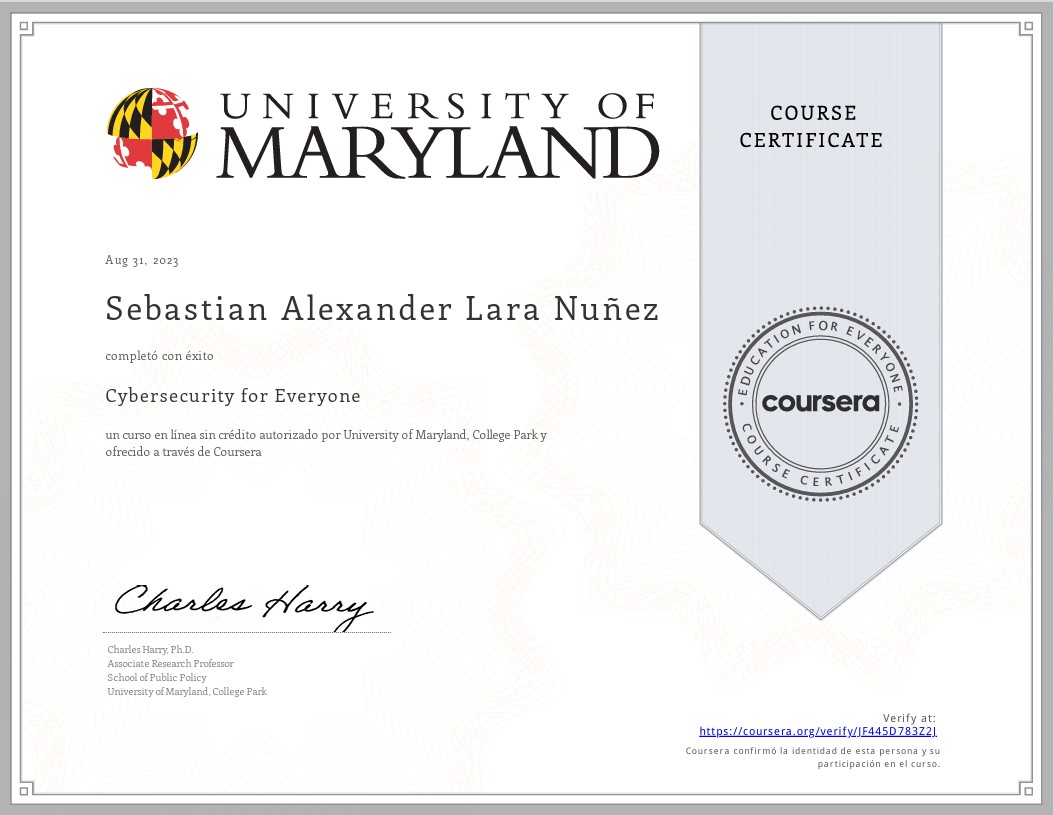 UNIVERSITY OF
MARYLAND
COURSE
CERTIFICATE
Aug 31, 2023
Sebastian Alexander Lara Nuñez
completó con éxito
Cybersecurity for Everyone
un curso en línea sin crédito autorizado por University of Maryland, College Park y
ofrecido a través de Coursera
EDUCATION FOR EVERYONE
coursera
COURSE CERTIFICATE
Charles Harry
Charles Harry, Ph.D.
Associate Research Professor
School of Public Policy
University of Maryland, College Park
Verify at:
https://coursera.org/verify/JF445D783Z2J
Coursera confirmó la identidad de esta persona y su
participación en el curso.